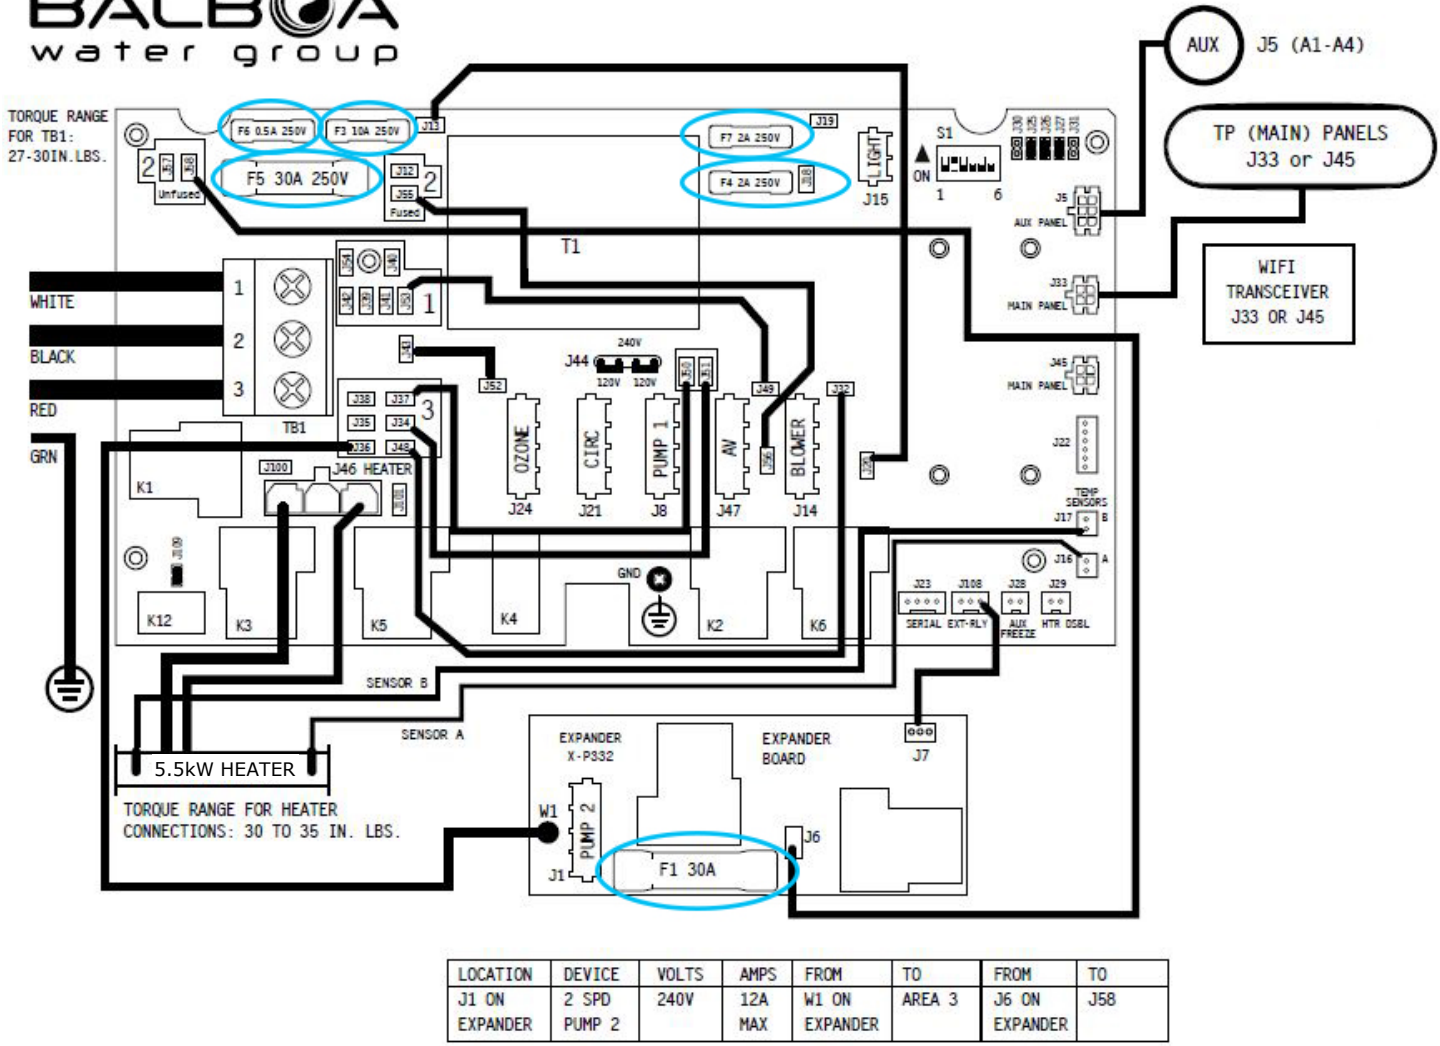 BALBOA
water group
AUX
J5 (A1-A4)
TORQUE RANGE
FOR TB1:
27-30IN.LBS.
F6 0.5A 250V
F3 10A 250V
J13
F7 2A 250V
J19
F4 2A 250V
J18
LIGHT
J15
S1
ON
1
6
J30
J25
J26
J27
J31
TP (MAIN) PANELS
J33 or J45
2
J57
J58
Unfused
F5 30A 250V
J12
J55
2
Fused
J5
AUX PANEL
T1
J54
J40
J42
J39
J41
J53
1
WIFI
TRANSCEIVER
J33 OR J45
J33
MAIN PANEL
WHITE
BLACK
RED
GRN
1
2
3
TB1
J43
J52
240V
J44
120V
120V
J50
J51
J49
J32
J45
MAIN PANEL
J38
J37
J35
J34
J36
J48
3
J46 HEATER
J100
J101
OZONE
J24
CIRC
J21
PUMP 1
J8
AV
J47
J56
BLOWER
J14
J22
TEMP
SENSORS
J17
B
J16
A
K1
J109
K12
K3
K5
K4
GND
K2
K6
J23
J108
J28
J29
SERIAL
EXT-RLY
AUX
FREEZE
HTR DSBL
SENSOR B
SENSOR A
5.5kW HEATER
TORQUE RANGE FOR HEATER
CONNECTIONS: 30 TO 35 IN. LBS.
EXPANDER
X-P332
EXPANDER
BOARD
J7
W1
PUMP 2
J1
F1 30A
J6
LOCATION DEVICE VOLTS AMPS FROM TO FROM TO
J1 ON 2 SPD 240V 12A W1 ON AREA 3 J6 ON J58
EXPANDER PUMP 2 MAX EXPANDER EXPANDER